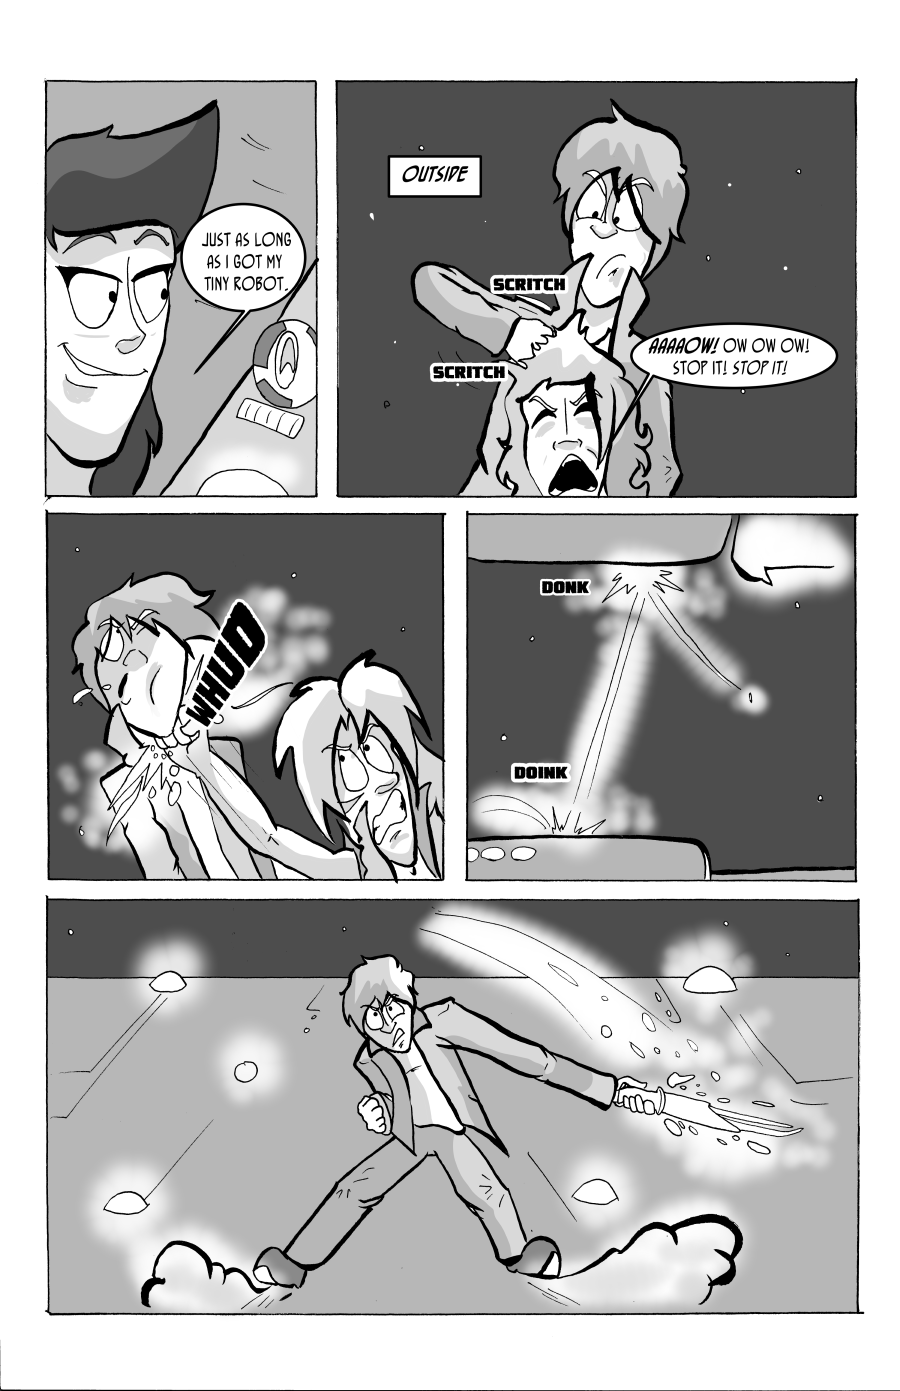 JUST AS LONG
AS I GOT MY
TINY ROBOT.
OUTSIDE
SCRITCH
SCRITCH
AAAAOW! OW OW OW!
STOP IT! STOP IT!
WHUD
DONK
DOINK